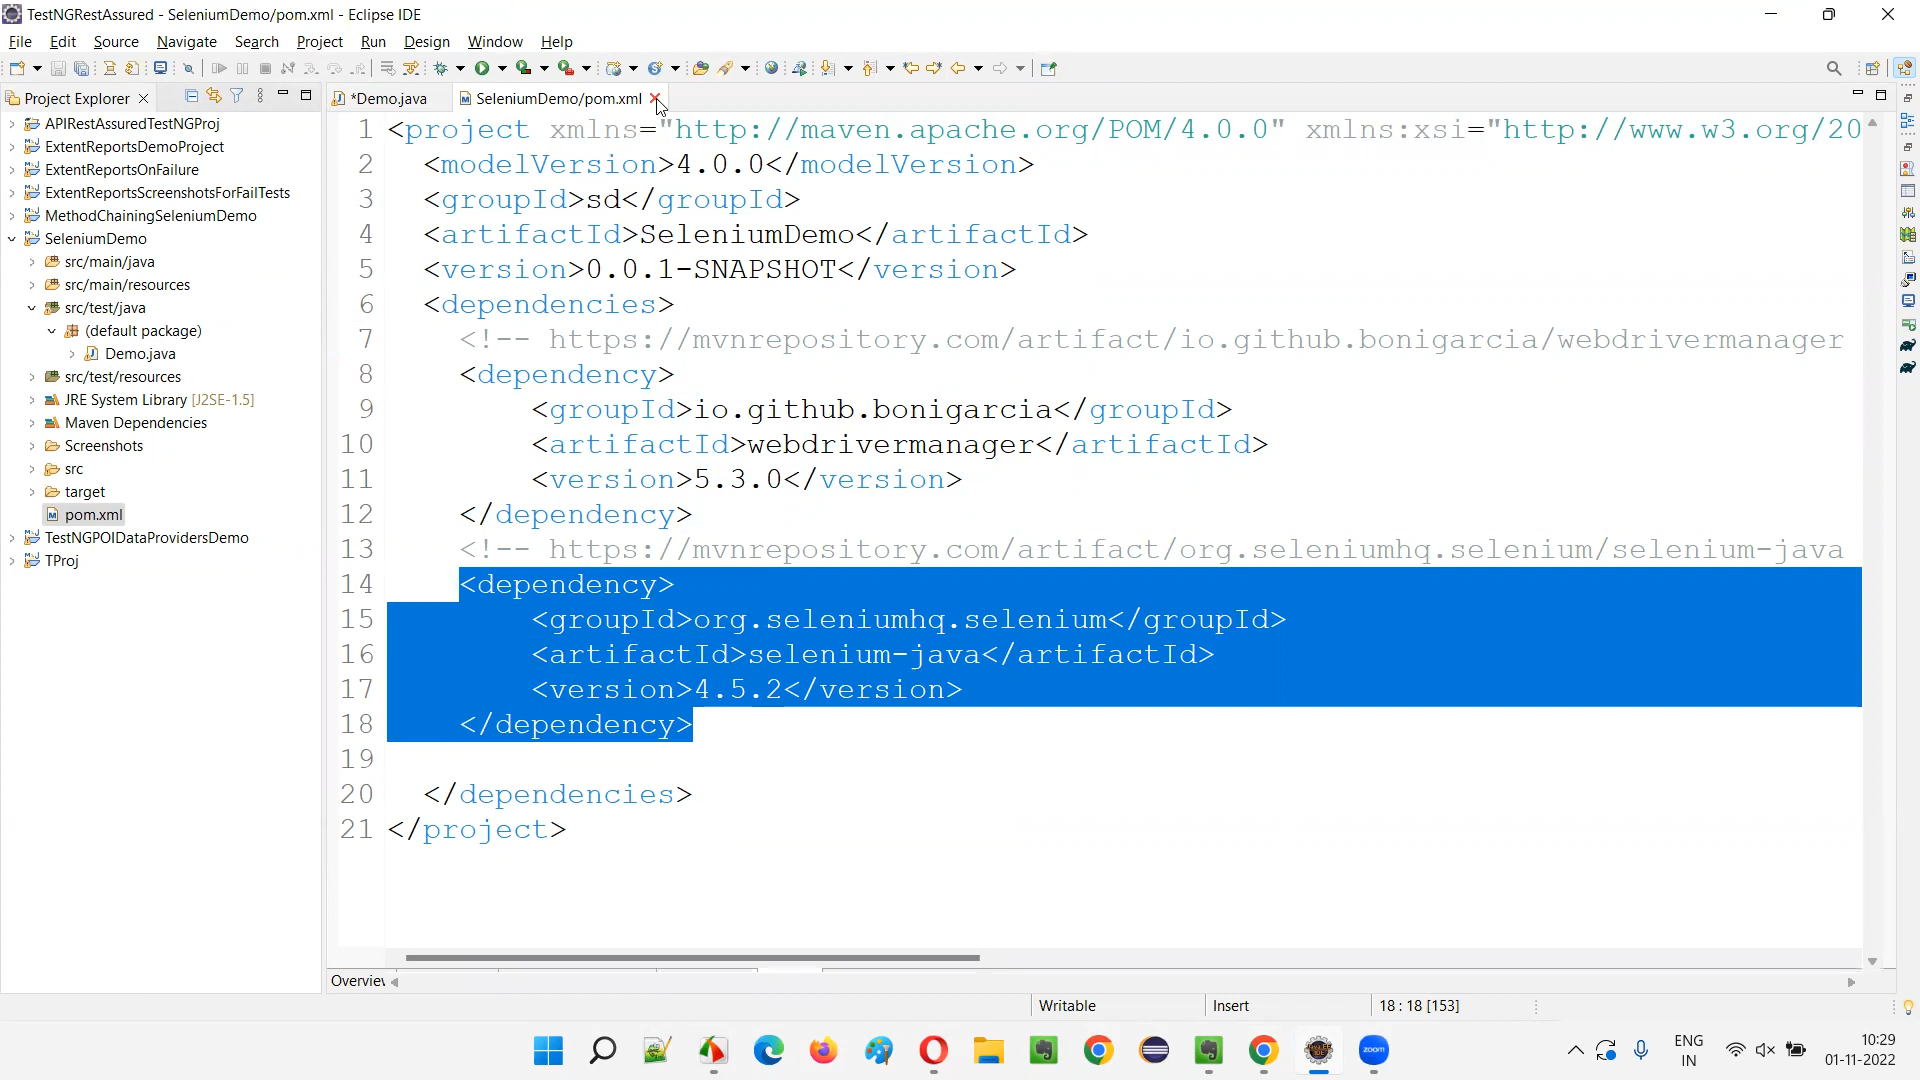 TestNGRestAssured - SeleniumDemo/pom.xml - Eclipse IDE
File Edit Source Navigate Search Project Run Design Window Help
Project Explorer
*Demo.java
SeleniumDemo/pom.xml
APIRestAssuredTestNGProj
ExtentReportsDemoProject
ExtentReportsOnFailure
ExtentReportsScreenshotsForFailTests
MethodChainingSeleniumDemo
SeleniumDemo
src/main/java
src/main/resources
src/test/java
(default package)
Demo.java
src/test/resources
JRE System Library [J2SE-1.5]
Maven Dependencies
Screenshots
src
target
pom.xml
TestNGPOIDataProvidersDemo
TProj
1 <project xmlns="http://maven.apache.org/POM/4.0.0" xmlns:xsi="http://www.w3.org/20
2 <modelVersion>4.0.0</modelVersion>
3 <groupId>sd</groupId>
4 <artifactId>SeleniumDemo</artifactId>
5 <version>0.0.1-SNAPSHOT</version>
6 <dependencies>
7 <!-- https://mvnrepository.com/artifact/io.github.bonigarcia/webdrivermanager
8 <dependency>
9 <groupId>io.github.bonigarcia</groupId>
10 <artifactId>webdrivermanager</artifactId>
11 <version>5.3.0</version>
12 </dependency>
13 <!-- https://mvnrepository.com/artifact/org.seleniumhq.selenium/selenium-java
14 <dependency>
15 <groupId>org.seleniumhq.selenium</groupId>
16 <artifactId>selenium-java</artifactId>
17 <version>4.5.2</version>
18 </dependency>
19
20 </dependencies>
21 </project>
Overview
Writable Insert 18 : 18 [153]
zoom
ENG
IN
10:29
01-11-2022